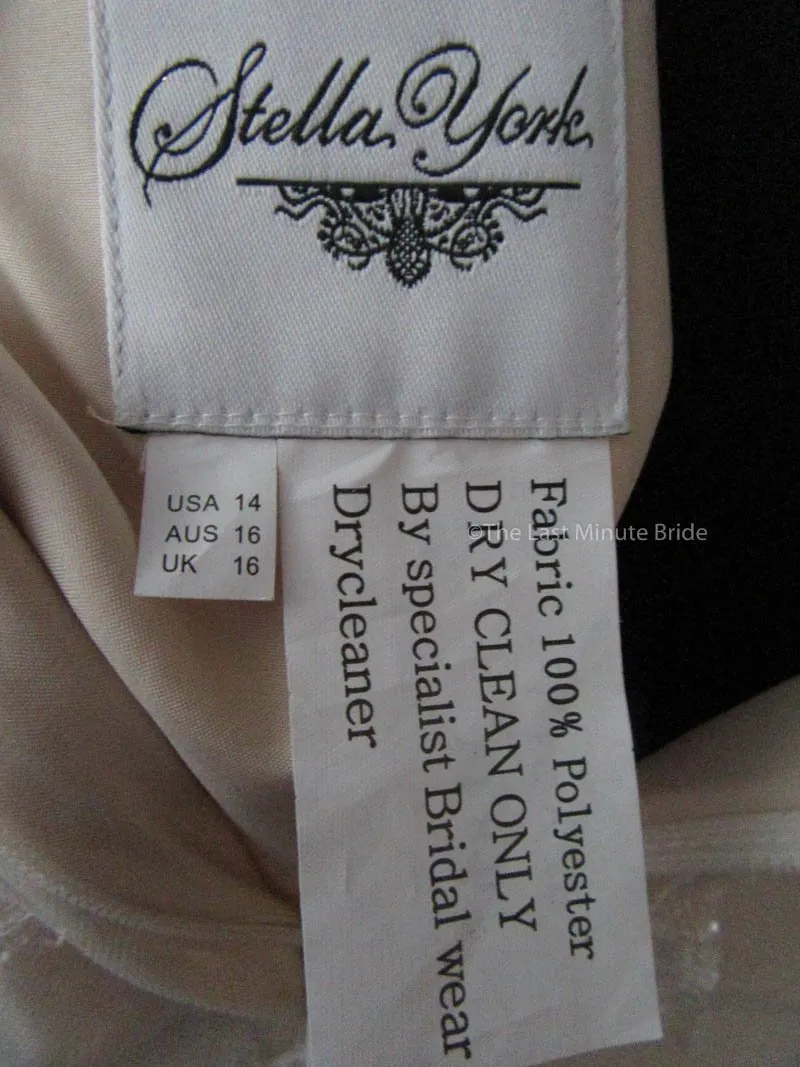 Stella York
USA 14
AUS 16
UK 16
Fabric 100% Polyester
DRY CLEAN ONLY
By specialist Bridal wear
Drycleaner
©The Last Minute Bride